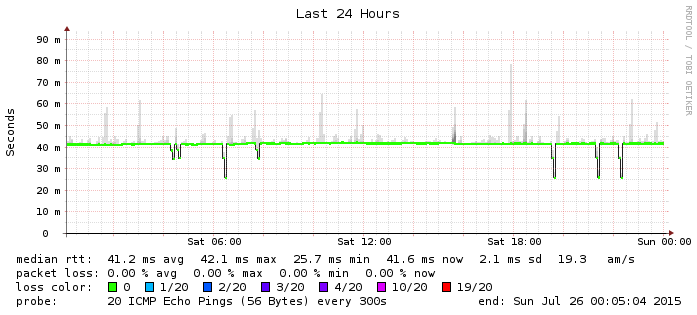 Last 24 Hours
RRDTOOL / TOBI OETIKER
Seconds
90 m
80 m
70 m
60 m
50 m
40 m
30 m
20 m
10 m
0
Sat 06:00 Sat 12:00 Sat 18:00 Sun 00:00
median rtt: 41.2 ms avg 42.1 ms max 25.7 ms min 41.6 ms now 2.1 ms sd 19.3 am/s
packet loss: 0.00 % avg 0.00 % max 0.00 % min 0.00 % now
loss color: 0 1/20 2/20 3/20 4/20 10/20 19/20
probe: 20 ICMP Echo Pings (56 Bytes) every 300s end: Sun Jul 26 00:05:04 2015